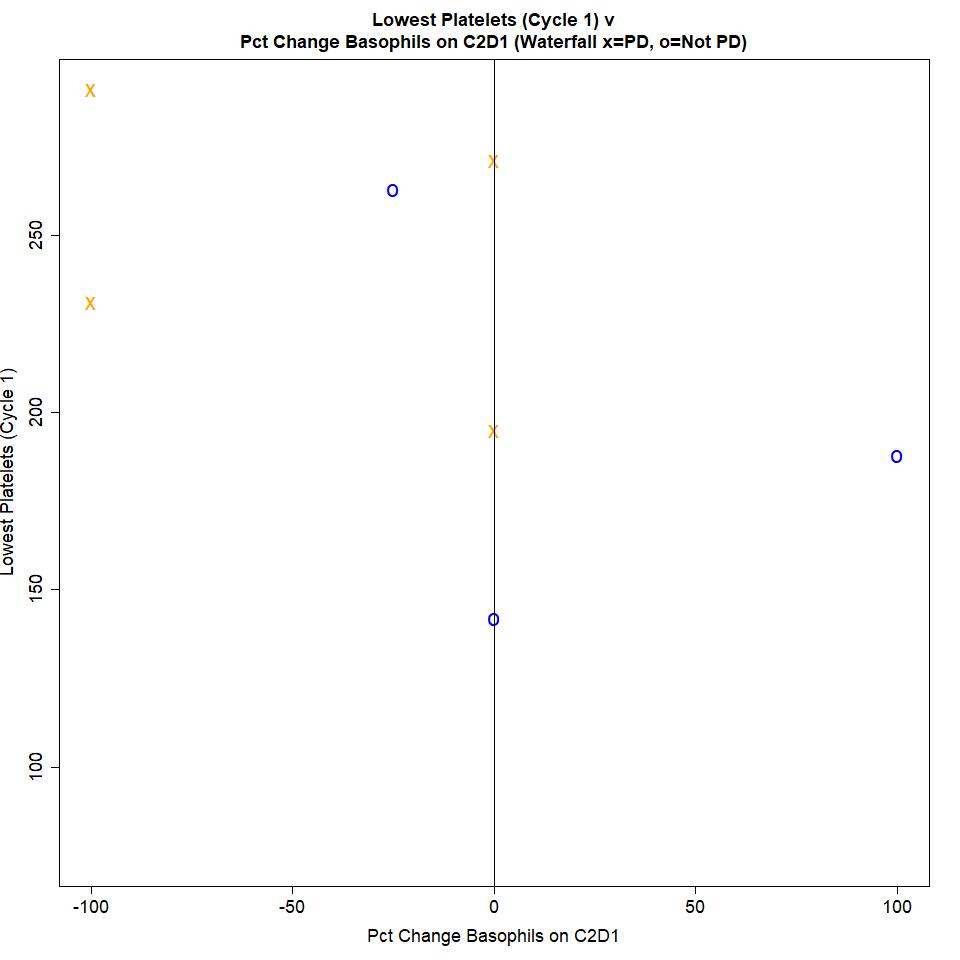 Lowest Platelets (Cycle 1) v
Pct Change Basophils on C2D1 (Waterfall x=PD, o=Not PD)
Lowest Platelets (Cycle 1)
250
200
150
100
X
X
X
X
O
O
O
-100
-50
0
50
100
Pct Change Basophils on C2D1